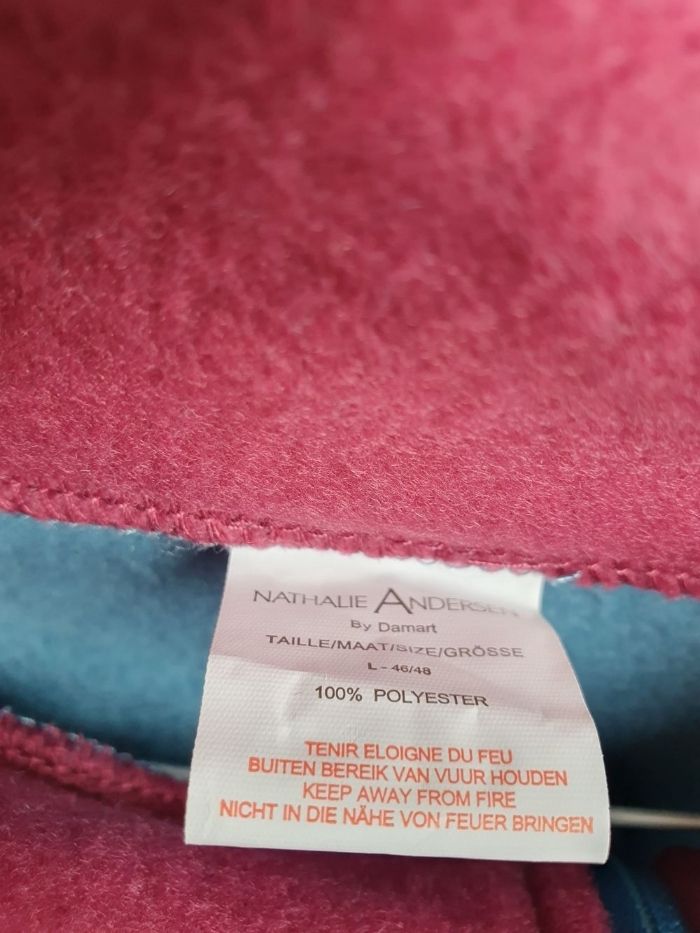 NATHALIE ANDERSEN
By Damart
TAILLE/MAAT/SIZE/GRÖSSE
L - 46/48
100% POLYESTER
TENIR ELOIGNE DU FEU
BUITEN BEREIK VAN VUUR HOUDEN
KEEP AWAY FROM FIRE
NICHT IN DIE NÄHE VON FEUER BRINGEN